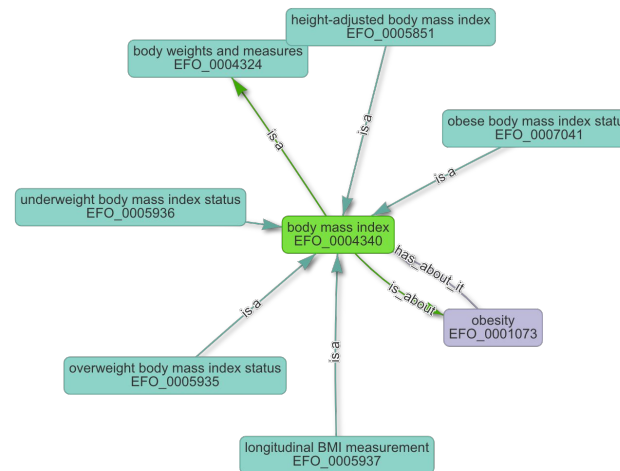 height-adjusted body mass index
EFO_0005851
body weights and measures
EFO_0004324
is-a
is-a
obese body mass index statu
EFO_0007041
is-a
underweight body mass index status
EFO_0005936
body mass index
EFO_0004340
has_about_it
is_about
is-a
obesity
EFO_0001073
is-a
overweight body mass index status
EFO_0005935
longitudinal BMI measurement
EFO_0005937